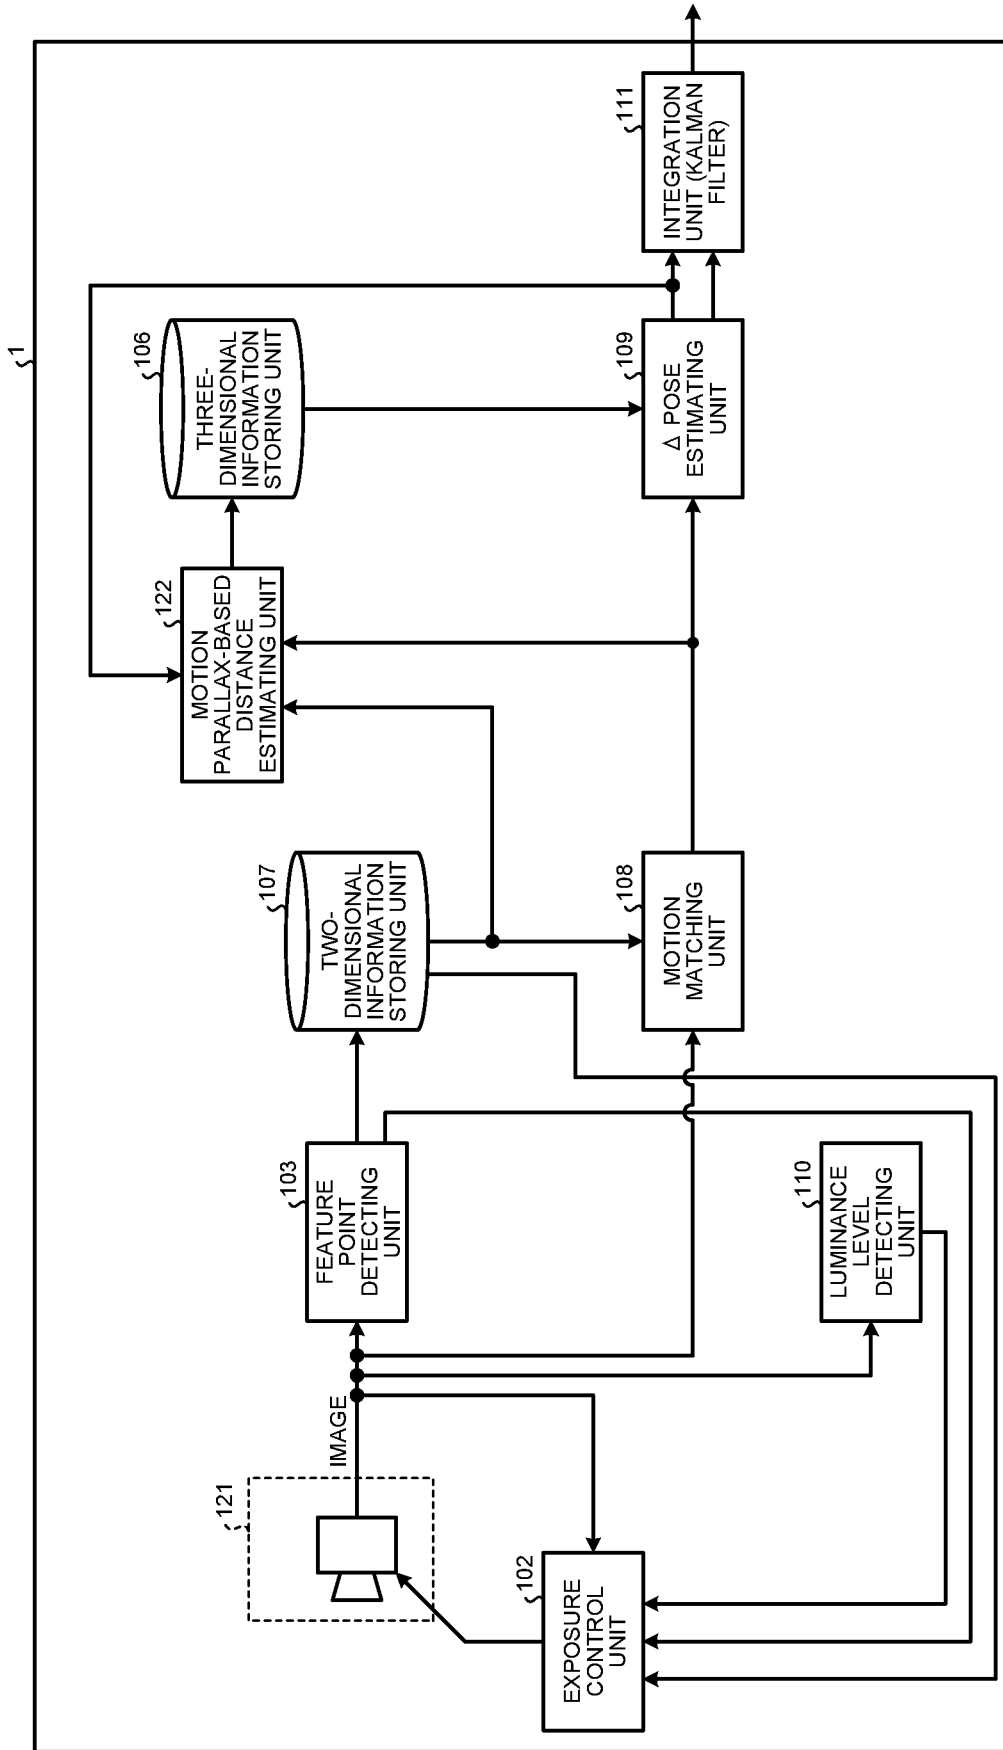 1
121
IMAGE
103
FEATURE
POINT
DETECTING
UNIT
107
TWO-
DIMENSIONAL
INFORMATION
STORING UNIT
122
MOTION
PARALLAX-BASED
DISTANCE
ESTIMATING UNIT
106
THREE-
DIMENSIONAL
INFORMATION
STORING UNIT
102
EXPOSURE
CONTROL
UNIT
110
LUMINANCE
LEVEL
DETECTING
UNIT
108
MOTION
MATCHING
UNIT
109
Δ POSE
ESTIMATING
UNIT
111
INTEGRATION
UNIT (KALMAN
FILTER)